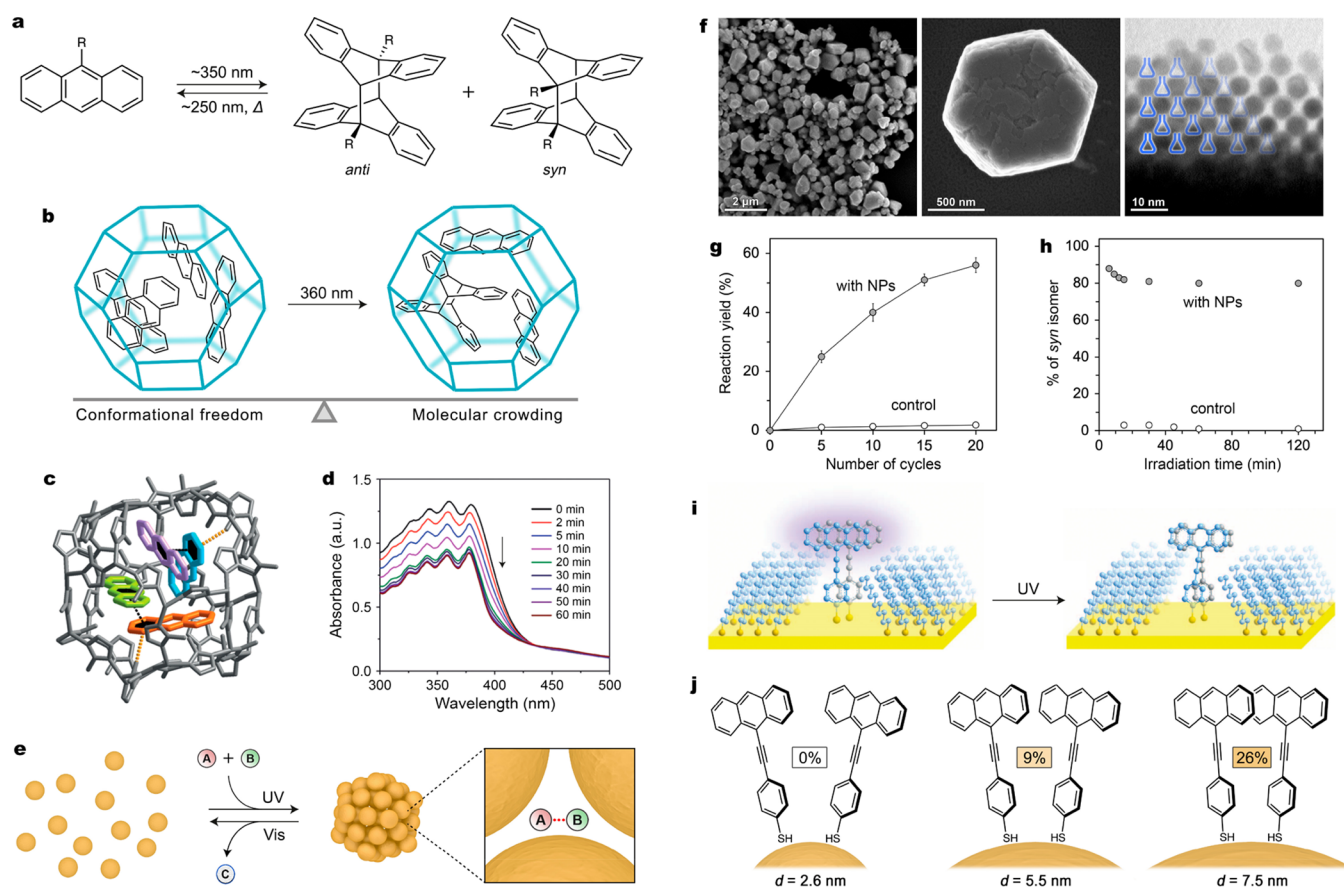 a
R
~350 nm
~250 nm, Δ
R
R
anti
+
R
R
syn
b
360 nm
Conformational freedom
Molecular crowding
c
d
Absorbance (a.u.)
1.5
1.0
0.5
0.0
300 350 400 450 500
Wavelength (nm)
0 min
2 min
5 min
10 min
20 min
30 min
40 min
50 min
60 min
e
A + B
UV
Vis
C
A B
f
2 μm
500 nm
10 nm
g
Reaction yield (%)
60
40
20
0
with NPs
control
0 5 10 15 20
Number of cycles
h
% of syn isomer
100
80
60
40
20
0
with NPs
control
0 40 80 120
Irradiation time (min)
i
UV
j
0%
SH HS
d = 2.6 nm
9%
SH HS
d = 5.5 nm
26%
SH HS
d = 7.5 nm